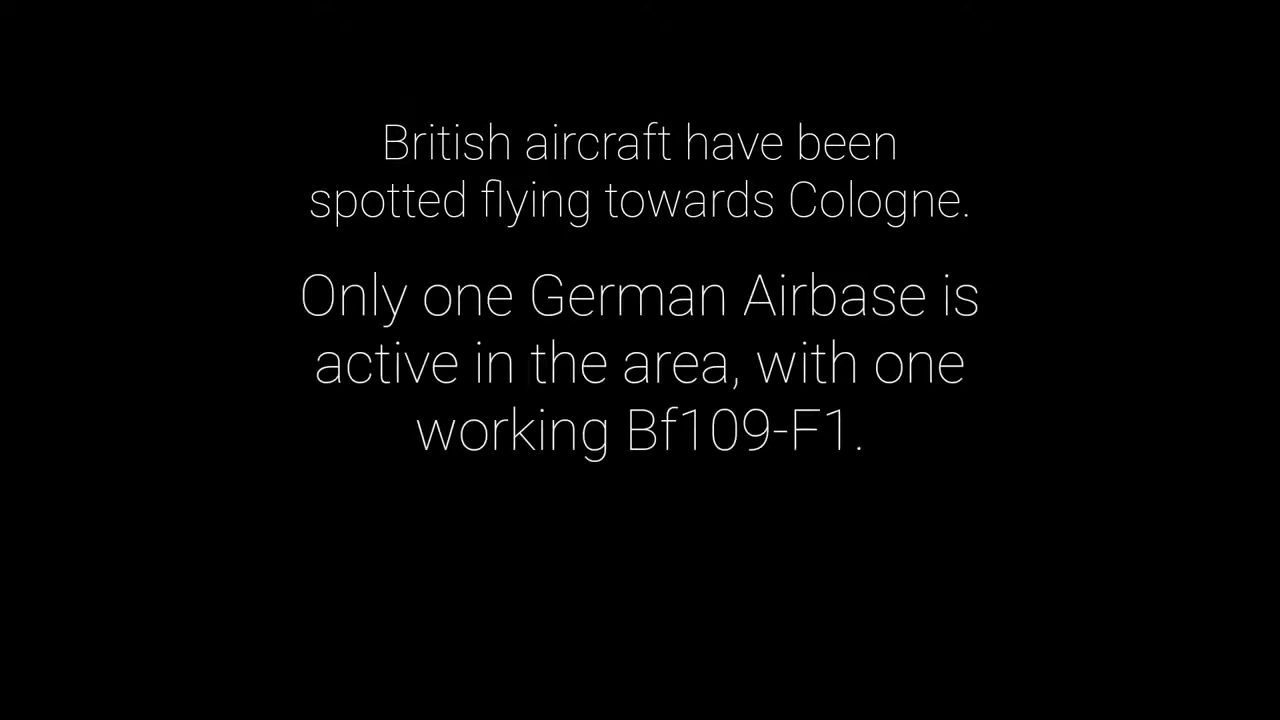 British aircraft have been
spotted flying towards Cologne.
Only one German Airbase is
active in the area, with one
working Bf109-F1.